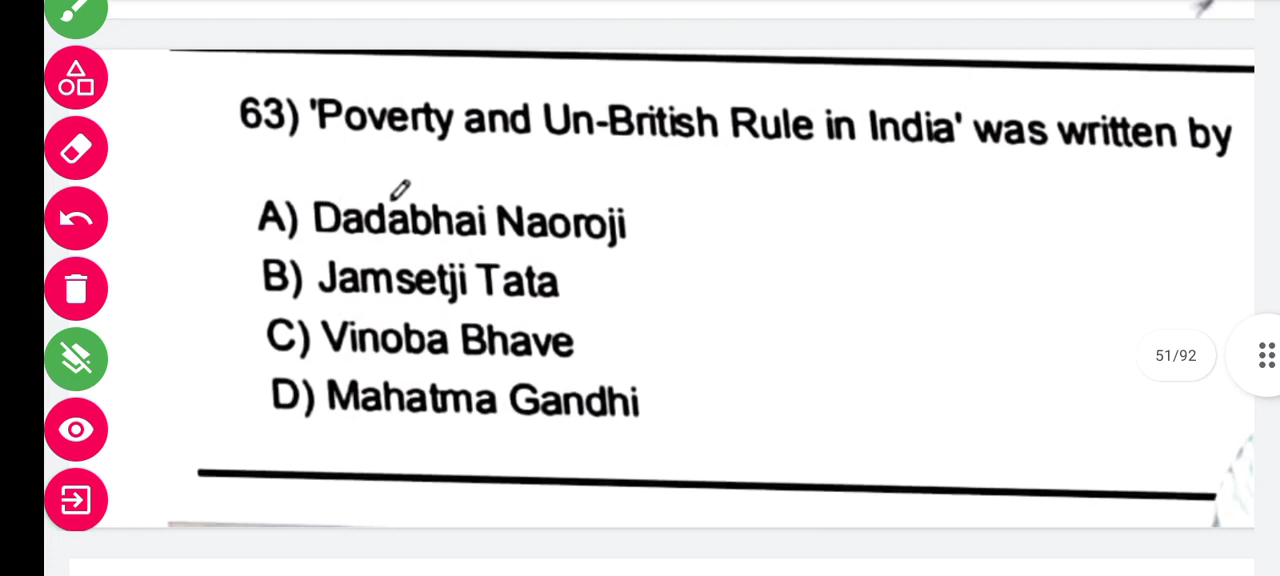 63) 'Poverty and Un-British Rule in India' was written by
A) Dadabhai Naoroji
B) Jamsetji Tata
C) Vinoba Bhave
D) Mahatma Gandhi
51/92